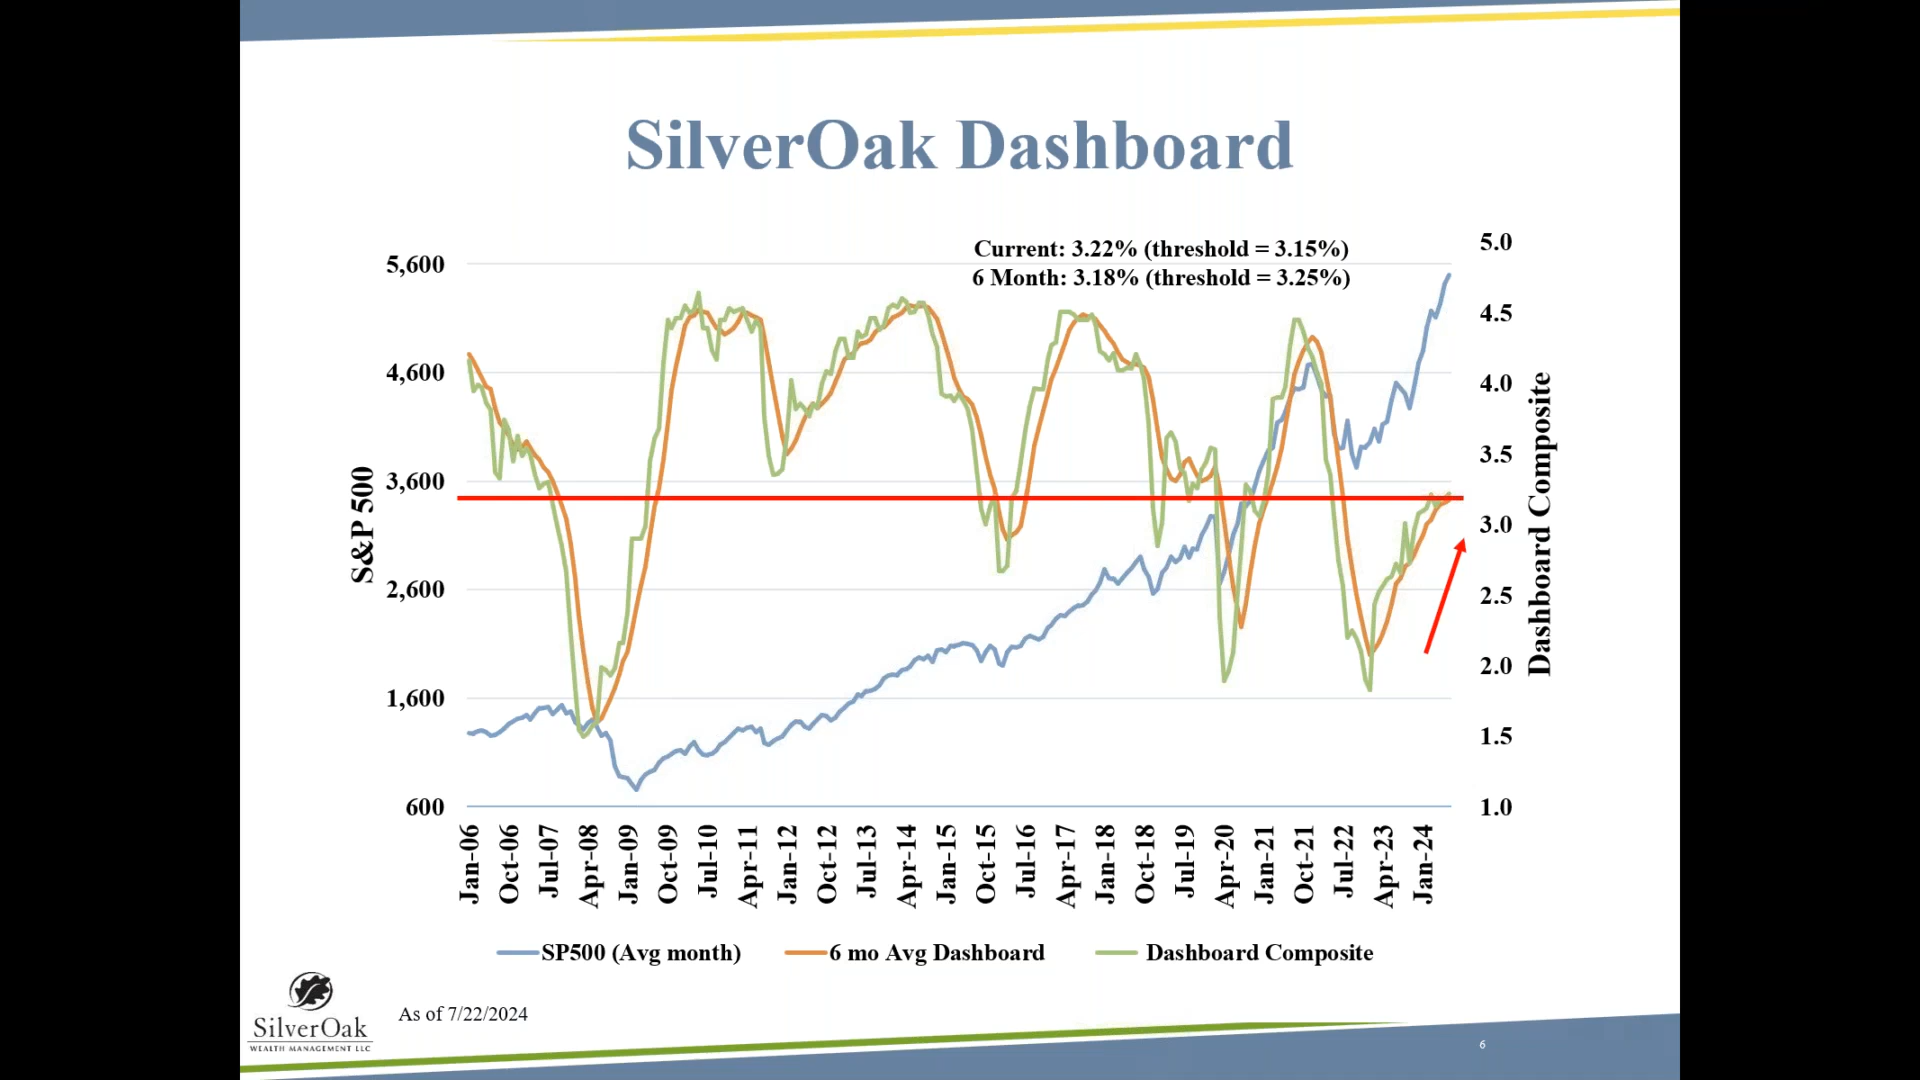 SilverOak Dashboard
Current: 3.22% (threshold = 3.15%)
6 Month: 3.18% (threshold = 3.25%)
S&P 500
5,600
4,600
3,600
2,600
1,600
600
5.0
4.5
4.0
3.5
3.0
2.5
2.0
1.5
1.0
Dashboard Composite
Jan-06
Oct-06
Jul-07
Apr-08
Jan-09
Oct-09
Jul-10
Apr-11
Jan-12
Oct-12
Jul-13
Apr-14
Jan-15
Oct-15
Jul-16
Apr-17
Jan-18
Oct-18
Jul-19
Apr-20
Jan-21
Oct-21
Jul-22
Apr-23
Jan-24
SP500 (Avg month)
6 mo Avg Dashboard
Dashboard Composite
SilverOak
WEALTH MANAGEMENT LLC
As of 7/22/2024
6